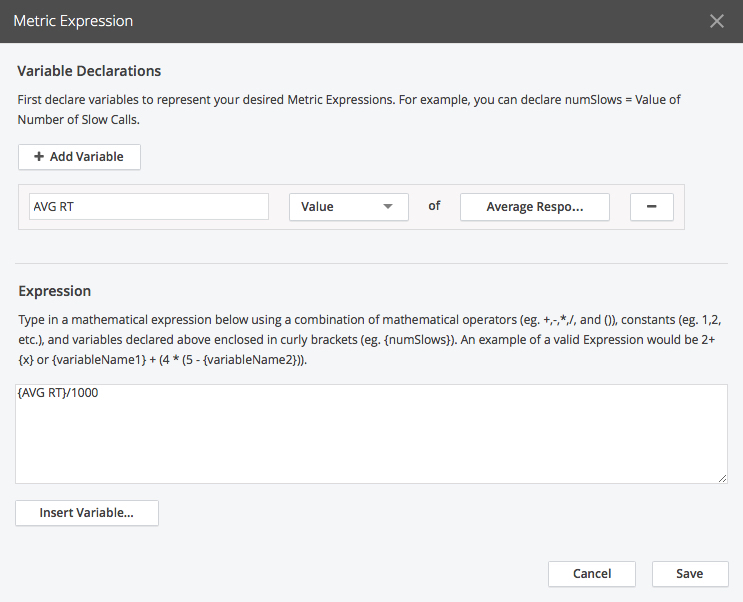 Metric Expression
Variable Declarations
First declare variables to represent your desired Metric Expressions. For example, you can declare numSlows = Value of
Number of Slow Calls.
+ Add Variable
AVG RT
Value
of
Average Respo...
Expression
Type in a mathematical expression below using a combination of mathematical operators (eg. +,-,*,/, and ()), constants (eg. 1,2,
etc.), and variables declared above enclosed in curly brackets (eg. {numSlows}). An example of a valid Expression would be 2+
{x} or {variableName1} + (4 * (5 - {variableName2})).
{AVG RT}/1000
Insert Variable...
Cancel
Save